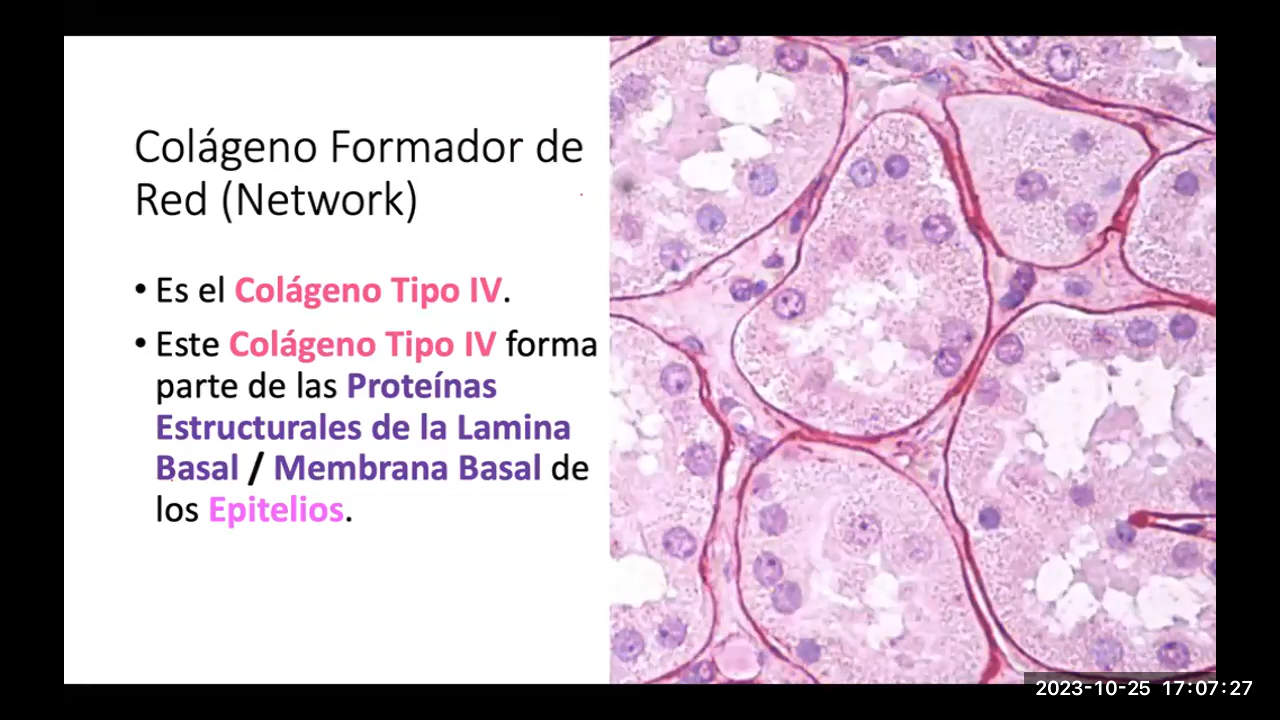 Colágeno Formador de
Red (Network)
• Es el Colágeno Tipo IV.
• Este Colágeno Tipo IV forma
parte de las Proteínas
Estructurales de la Lamina
Basal / Membrana Basal de
los Epitelios.
2023-10-25 17:07:27